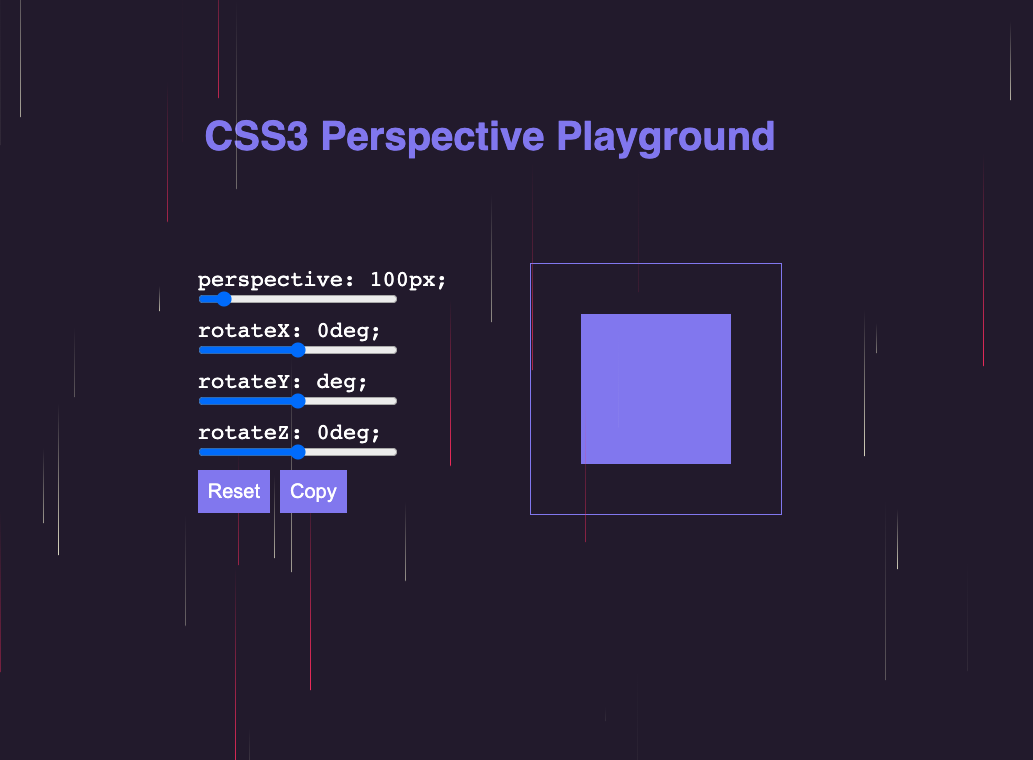 CSS3 Perspective Playground
perspective: 100px;
rotateX: 0deg;
rotateY: deg;
rotateZ: 0deg;
Reset Copy